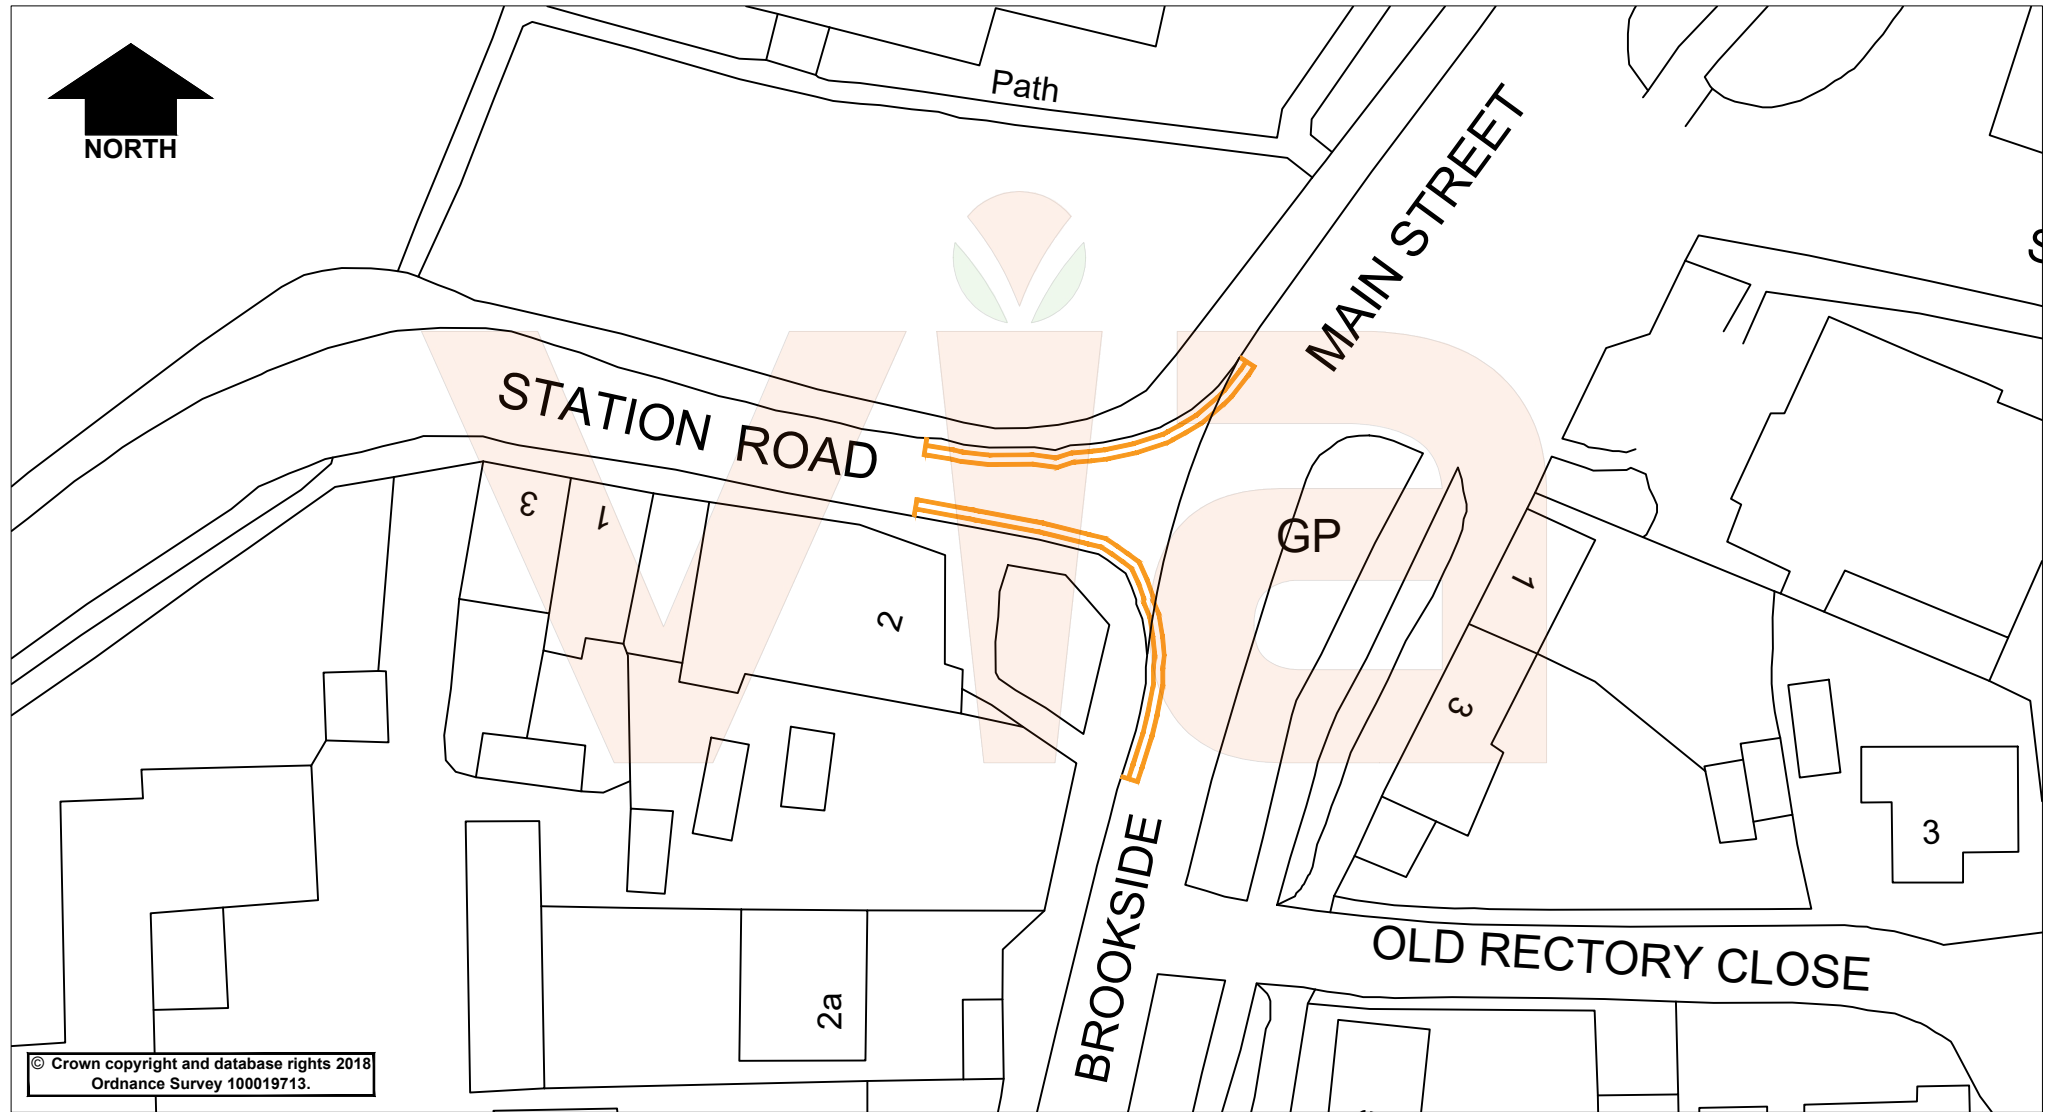 NORTH
Path
MAIN STREET
STATION ROAD
via
GP
3
1
2
1
3
3
2a
BROOKSIDE
OLD RECTORY CLOSE
© Crown copyright and database rights 2018
Ordnance Survey 100019713.